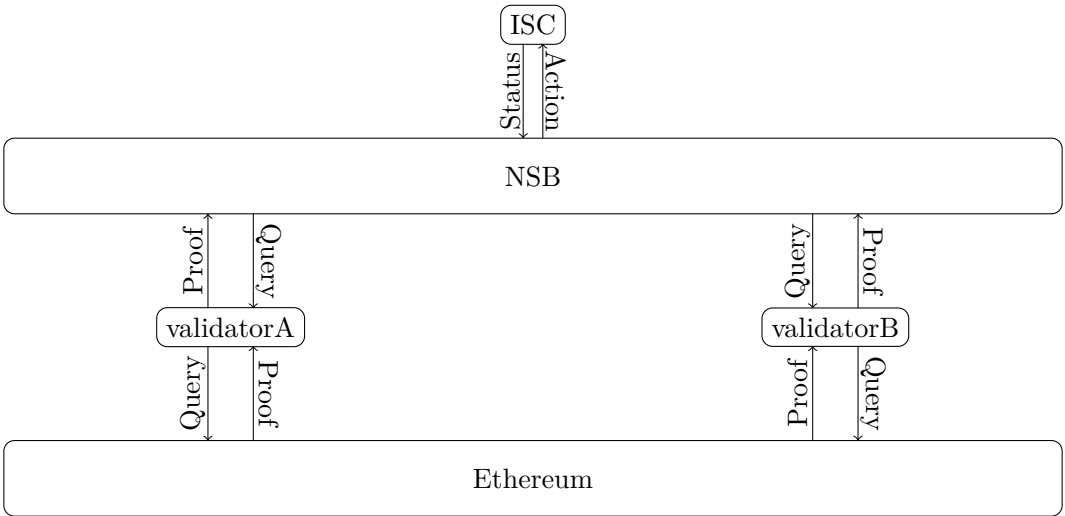 ISC
Status
Action
NSB
Proof
Query
Query
Proof
validatorA
validatorB
Query
Proof
Proof
Query
Ethereum